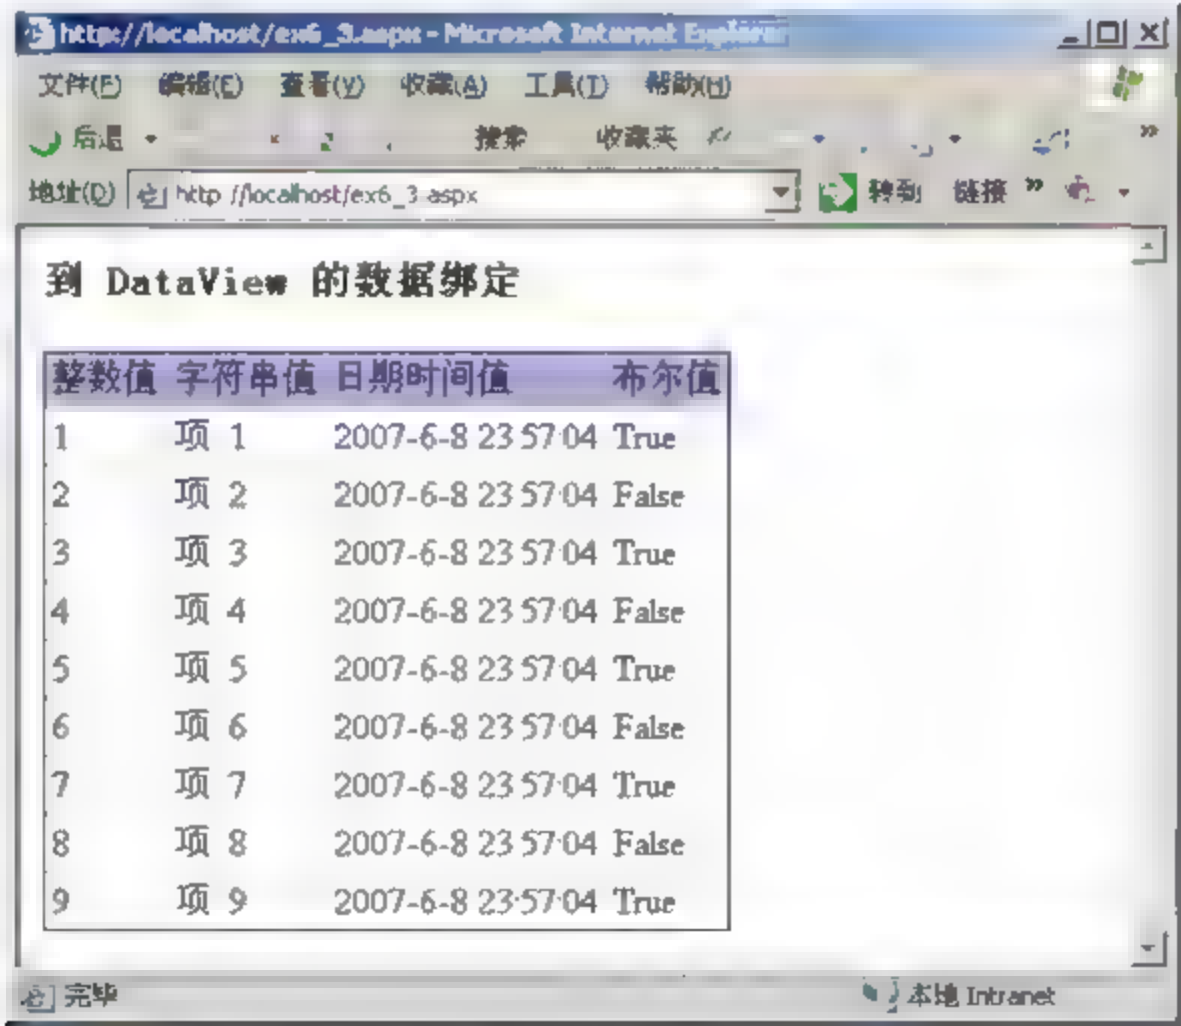 http://localhost/ex6_3.aspx - Microsoft Internet Explorer
文件(F) 编辑(E) 查看(V) 收藏(A) 工具(T) 帮助(H)
后退 搜索 收藏夹 »
地址(D) http //localhost/ex6_3 aspx 转到 链接 »
到 DataView 的数据绑定
整数值 字符串值 日期时间值 布尔值
1 项 1 2007-6-8 23 57:04 True
2 项 2 2007-6-8 23 57:04 False
3 项 3 2007-6-8 23 57:04 True
4 项 4 2007-6-8 23 57:04 False
5 项 5 2007-6-8 23 57:04 True
6 项 6 2007-6-8 23 57:04 False
7 项 7 2007-6-8 23 57:04 True
8 项 8 2007-6-8 23 57:04 False
9 项 9 2007-6-8 23:57:04 True
完毕 本地 Intranet